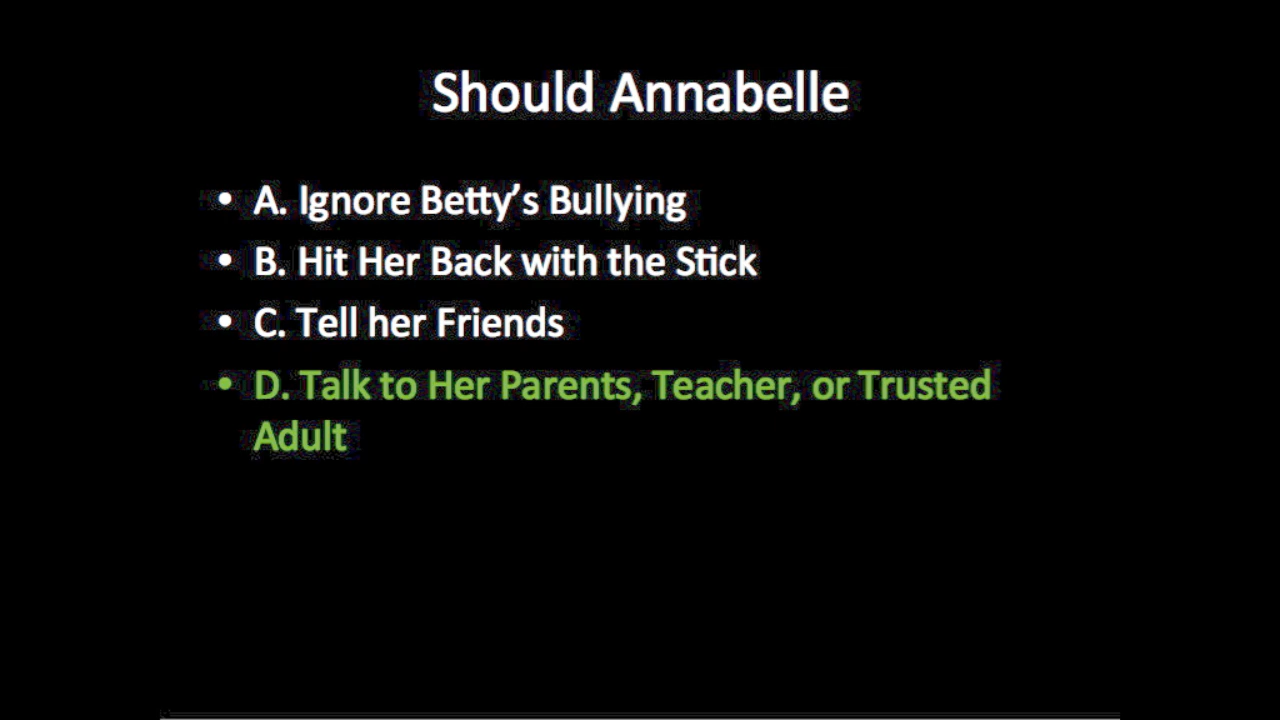 Should Annabelle
• A. Ignore Betty’s Bullying
• B. Hit Her Back with the Stick
• C. Tell her Friends
• D. Talk to Her Parents, Teacher, or Trusted
Adult